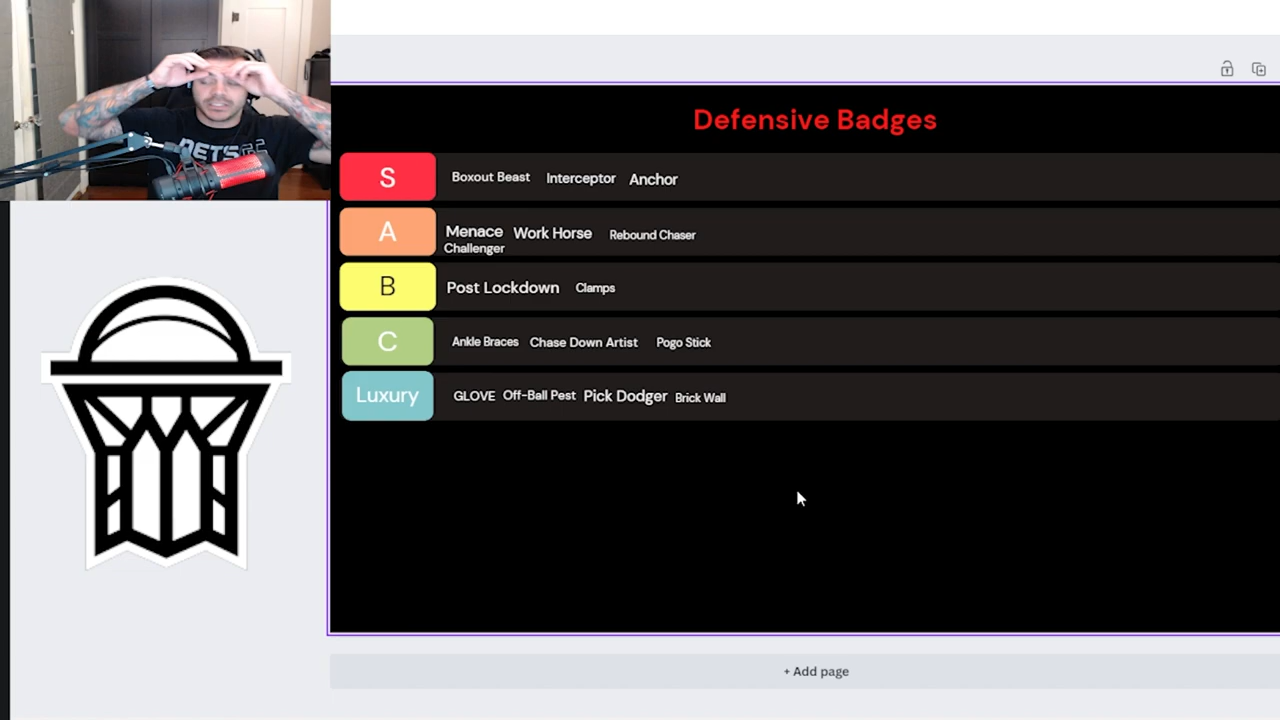 NETS
Defensive Badges
S
Boxout Beast Interceptor Anchor
A
Menace Work Horse Rebound Chaser
Challenger
B
Post Lockdown Clamps
C
Ankle Braces Chase Down Artist Pogo Stick
Luxury
GLOVE Off-Ball Pest Pick Dodger Brick Wall
+ Add page